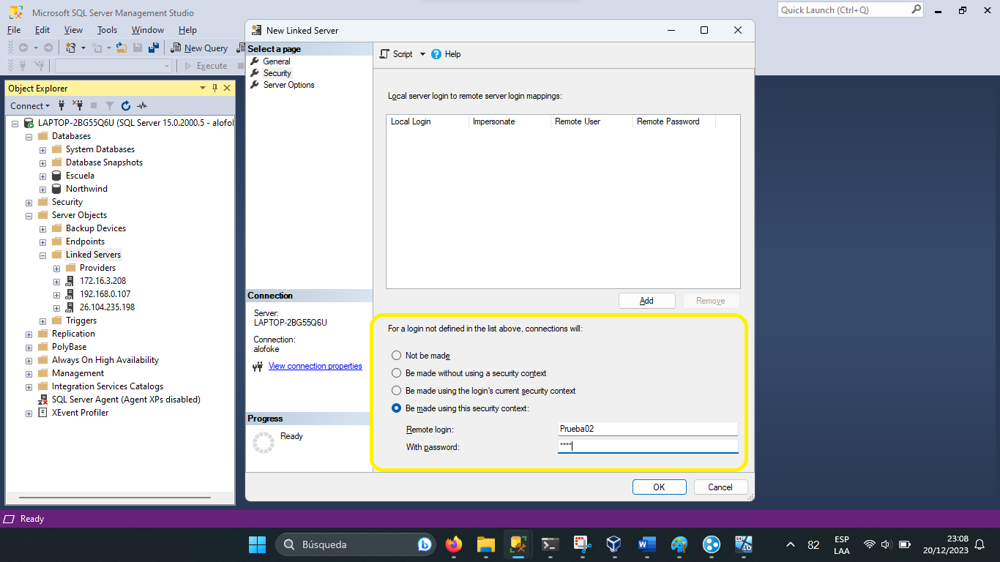 Microsoft SQL Server Management Studio
Quick Launch (Ctrl+Q)
File Edit View Tools Window Help
New Query
Execute
Object Explorer
Connect
LAPTOP-2BG55Q6U (SQL Server 15.0.2000.5 - alofol
Databases
System Databases
Database Snapshots
Escuela
Northwind
Security
Server Objects
Backup Devices
Endpoints
Linked Servers
Providers
172.16.3.208
192.168.0.107
26.104.235.198
Triggers
Replication
PolyBase
Always On High Availability
Management
Integration Services Catalogs
SQL Server Agent (Agent XPs disabled)
XEvent Profiler
New Linked Server
Select a page
General
Security
Server Options
Connection
Server:
LAPTOP-2BG55Q6U
Connection:
alofoke
View connection properties
Progress
Ready
Script Help
Local server login to remote server login mappings:
Local Login Impersonate Remote User Remote Password
Add Remove
For a login not defined in the list above, connections will:
Not be made
Be made without using a security context
Be made using the login's current security context
Be made using this security context:
Remote login: Prueba02
With password: ****
OK Cancel
Ready
Búsqueda
82
ESP
LAA
23:08
20/12/2023